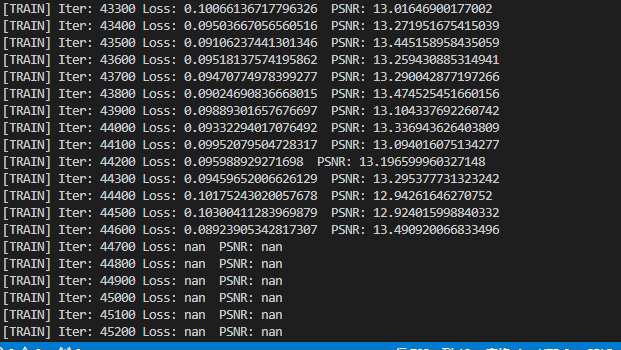 [TRAIN] Iter: 43300 Loss: 0.10066136717796326  PSNR: 13.01646900177002
[TRAIN] Iter: 43400 Loss: 0.09503667056560516  PSNR: 13.271951675415039
[TRAIN] Iter: 43500 Loss: 0.09106237441301346  PSNR: 13.445158958435059
[TRAIN] Iter: 43600 Loss: 0.09518137574195862  PSNR: 13.259430885314941
[TRAIN] Iter: 43700 Loss: 0.09470774978399277  PSNR: 13.290042877197266
[TRAIN] Iter: 43800 Loss: 0.09024690836668015  PSNR: 13.474525451660156
[TRAIN] Iter: 43900 Loss: 0.09889301657676697  PSNR: 13.104337692260742
[TRAIN] Iter: 44000 Loss: 0.09332294017076492  PSNR: 13.336943626403809
[TRAIN] Iter: 44100 Loss: 0.09952079504728317  PSNR: 13.094016075134277
[TRAIN] Iter: 44200 Loss: 0.095988929271698  PSNR: 13.196599960327148
[TRAIN] Iter: 44300 Loss: 0.09459652006626129  PSNR: 13.295377731323242
[TRAIN] Iter: 44400 Loss: 0.10175243020057678  PSNR: 12.94261646270752
[TRAIN] Iter: 44500 Loss: 0.10300411283969879  PSNR: 12.924015998840332
[TRAIN] Iter: 44600 Loss: 0.08923905342817307  PSNR: 13.490920066833496
[TRAIN] Iter: 44700 Loss: nan  PSNR: nan
[TRAIN] Iter: 44800 Loss: nan  PSNR: nan
[TRAIN] Iter: 44900 Loss: nan  PSNR: nan
[TRAIN] Iter: 45000 Loss: nan  PSNR: nan
[TRAIN] Iter: 45100 Loss: nan  PSNR: nan
[TRAIN] Iter: 45200 Loss: nan  PSNR: nan